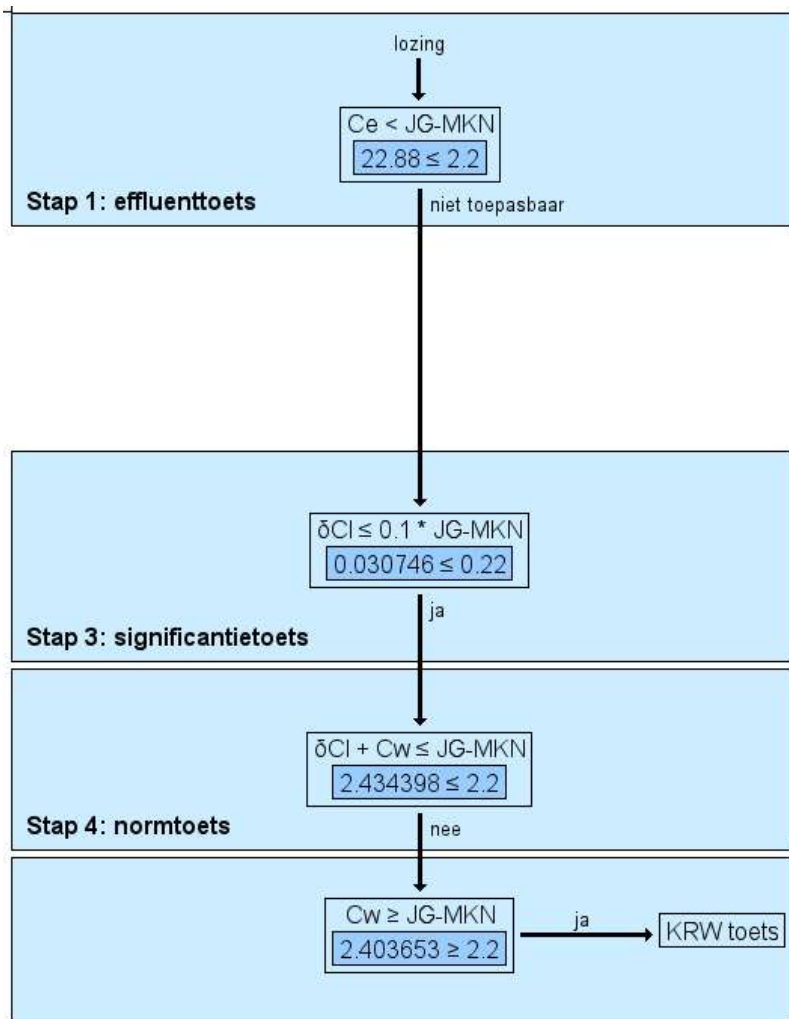 lozing
Ce < JG-MKN
22.88 ≤ 2.2
Stap 1: effluenttoets
niet toepasbaar
δCl ≤ 0.1 * JG-MKN
0.030746 ≤ 0.22
ja
Stap 3: significantietoets
δCl + Cw ≤ JG-MKN
2.434398 ≤ 2.2
Stap 4: normtoets
nee
Cw ≥ JG-MKN
2.403653 ≥ 2.2
ja
KRW toets